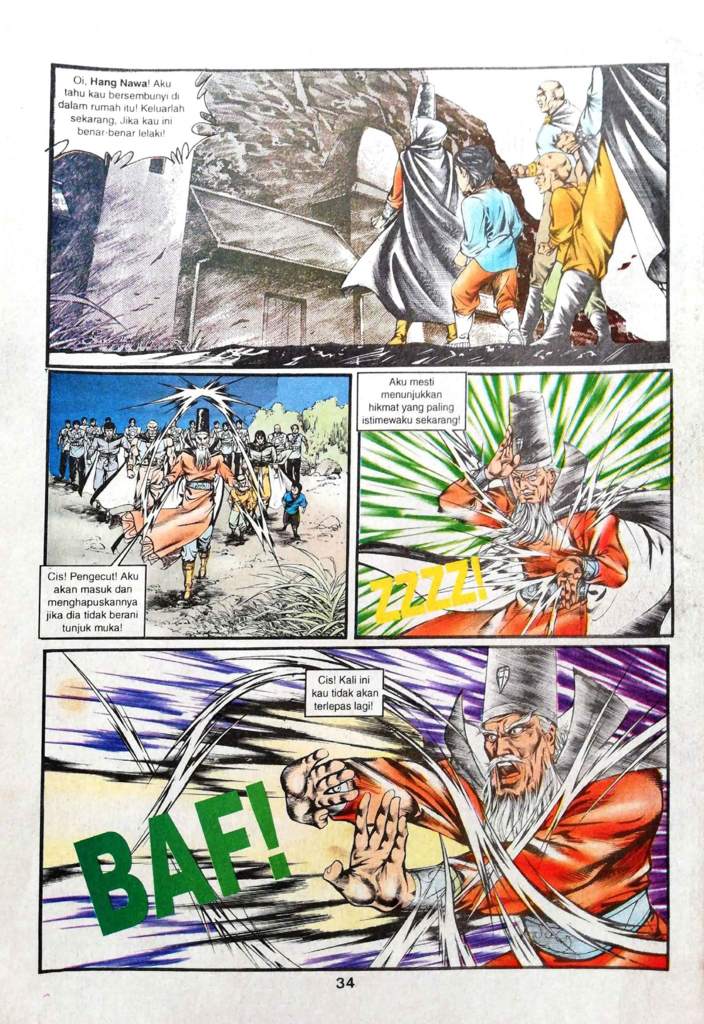 Oi, Hang Nawa! Aku
tahu kau bersembunyi di
dalam rumah itu! Keluarlah
sekarang, Jika kau ini
benar-benar lelaki!
Cis! Pengecut! Aku
akan masuk dan
menghapuskannya
jika dia tidak berani
tunjuk muka!
Aku mesti
menunjukkan
hikmat yang paling
istimewaku sekarang!
ZZZZ!
Cis! Kali ini
kau tidak akan
terlepas lagi!
BAF!
34